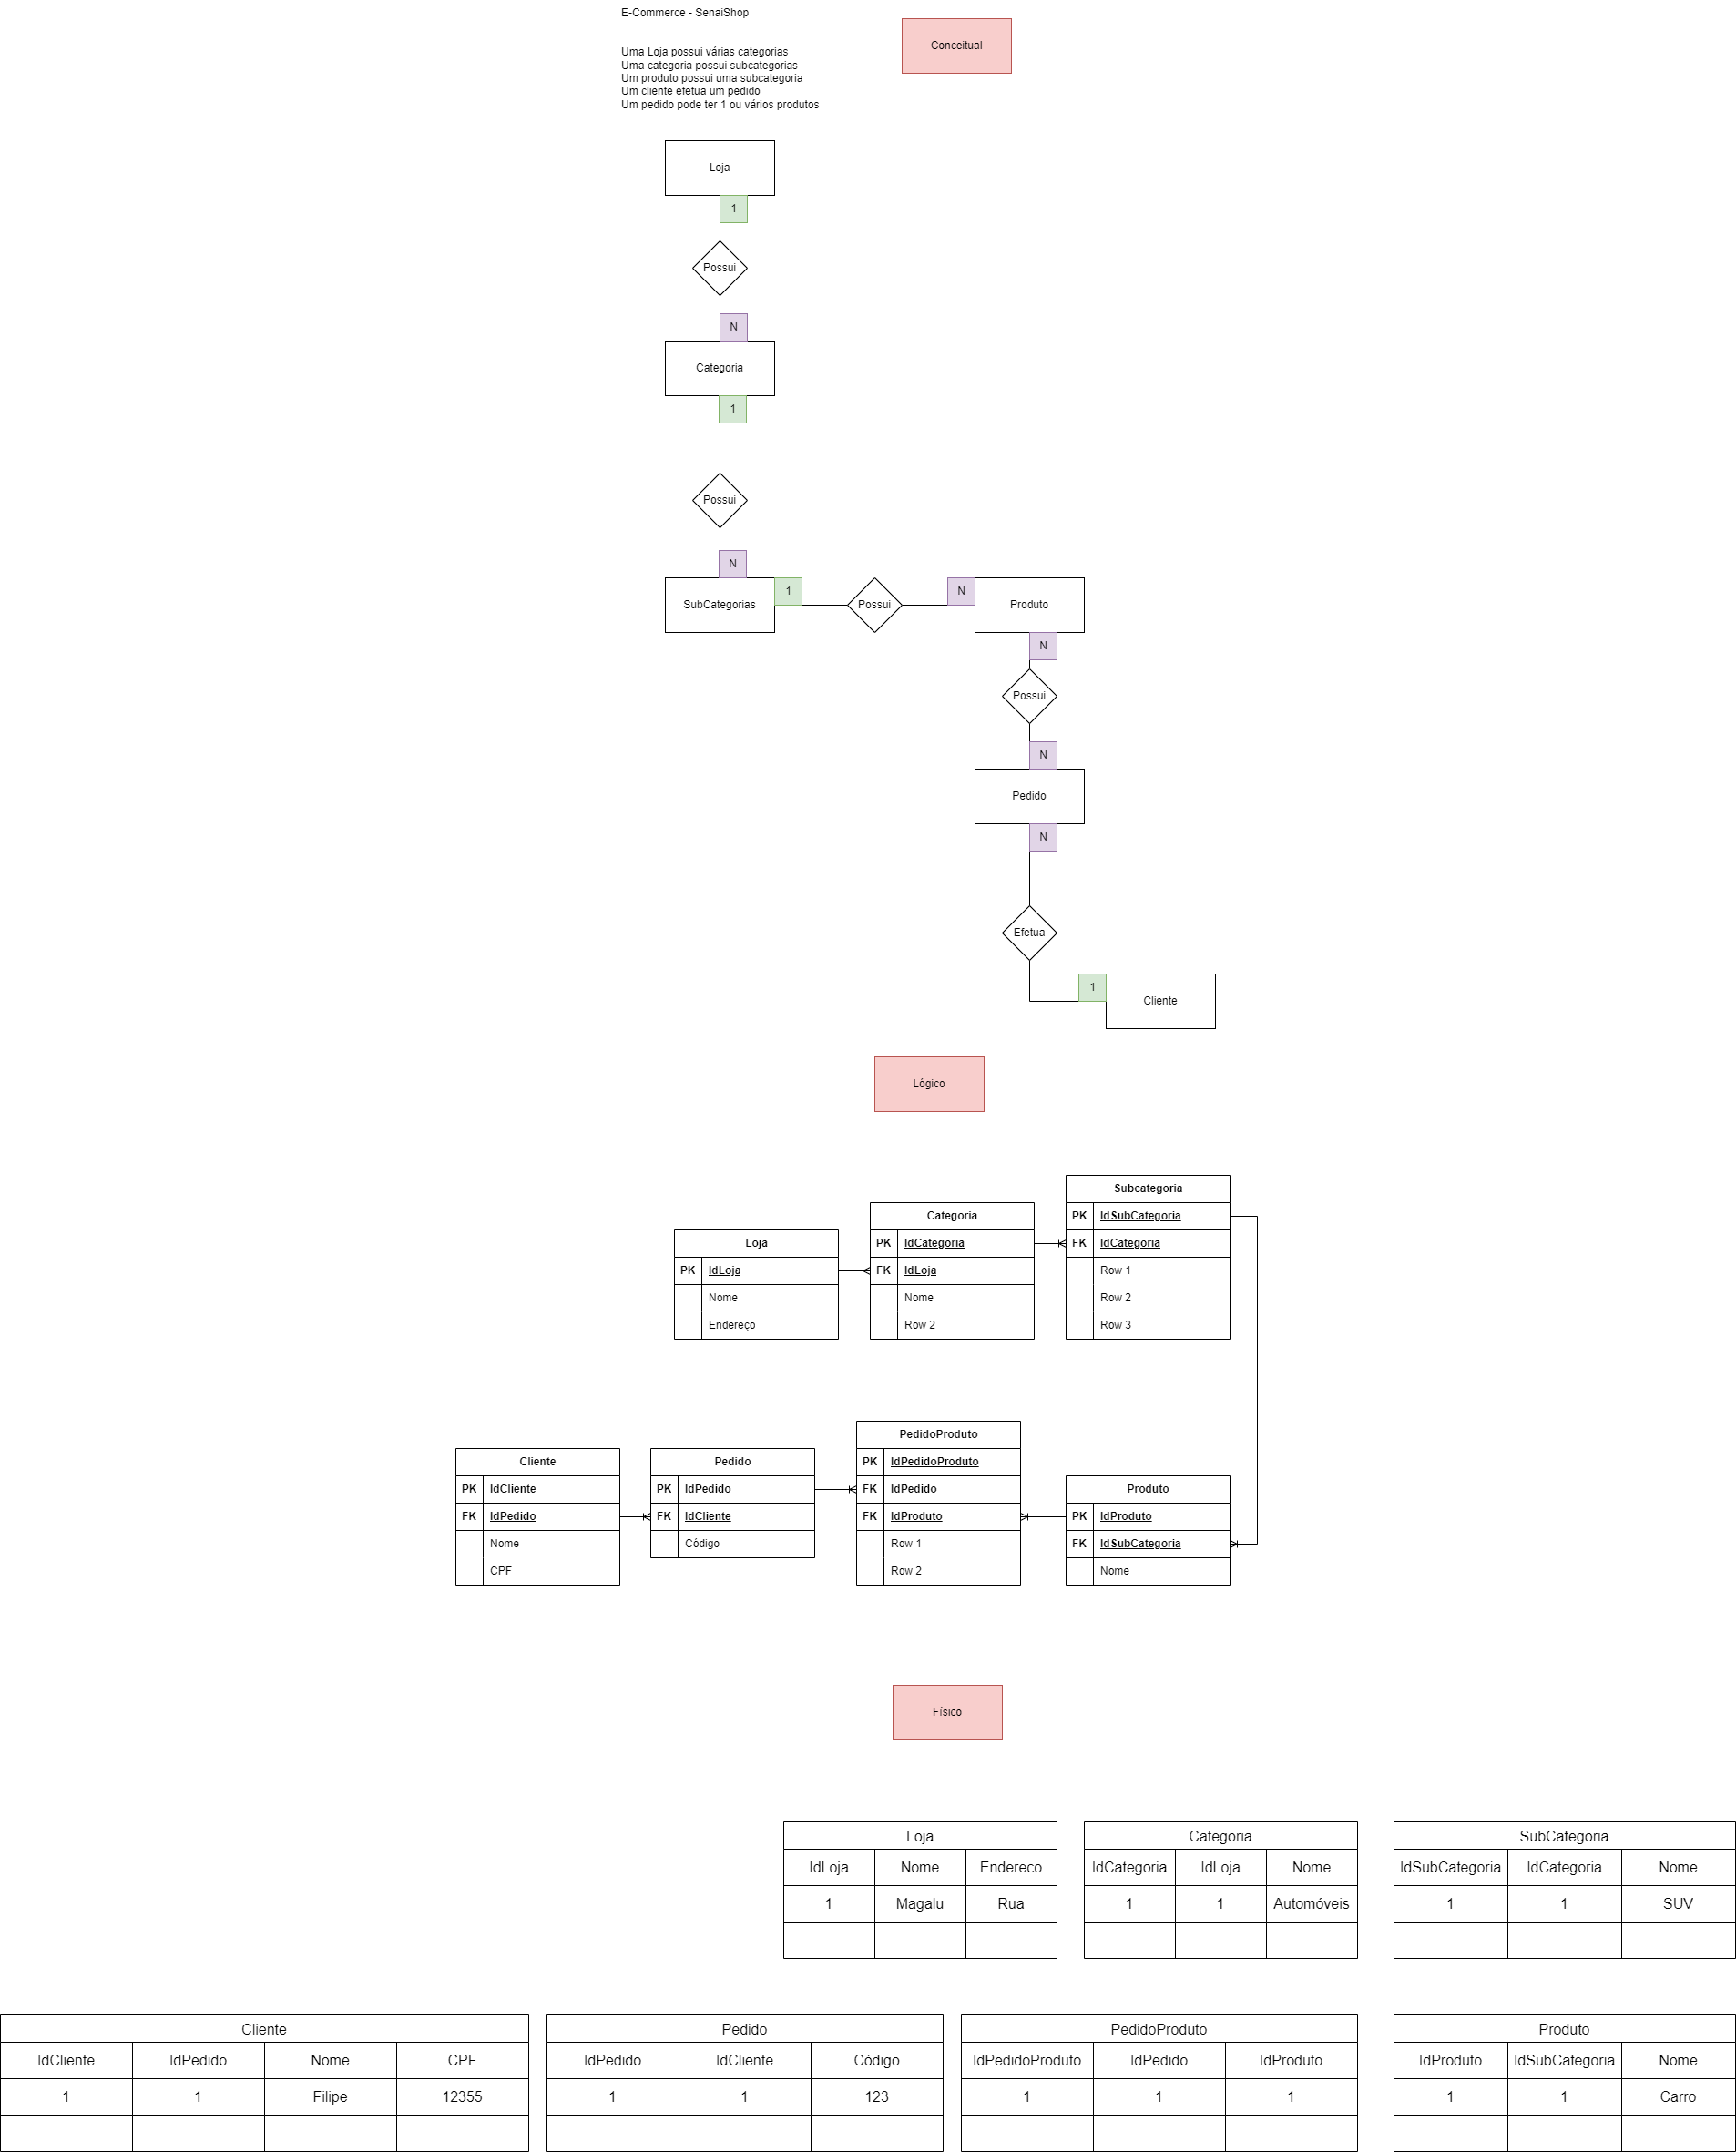 E-Commerce - SenaiShop
Conceitual
Uma Loja possui várias categorias
Uma categoria possui subcategorias
Um produto possui uma subcategoria
Um cliente efetua um pedido
Um pedido pode ter 1 ou vários produtos
Loja
1
Possui
N
Categoria
1
Possui
N
SubCategorias
1
Possui
N
Produto
N
Possui
N
Pedido
N
Efetua
1
Cliente
Lógico
Loja
PK IdLoja
Nome
Endereço
Categoria
PK IdCategoria
FK IdLoja
Nome
Row 2
Subcategoria
PK IdSubCategoria
FK IdCategoria
Row 1
Row 2
Row 3
Cliente
PK IdCliente
FK IdPedido
Nome
CPF
Pedido
PK IdPedido
FK IdCliente
Código
PedidoProduto
PK IdPedidoProduto
FK IdPedido
FK IdProduto
Row 1
Row 2
Produto
PK IdProduto
FK IdSubCategoria
Nome
Físico
Loja
IdLoja Nome Endereco
1 Magalu Rua
Categoria
IdCategoria IdLoja Nome
1 1 Automóveis
SubCategoria
IdSubCategoria IdCategoria Nome
1 1 SUV
Cliente
IdCliente IdPedido Nome CPF
1 1 Filipe 12355
Pedido
IdPedido IdCliente Código
1 1 123
PedidoProduto
IdPedidoProduto IdPedido IdProduto
1 1 1
Produto
IdProduto IdSubCategoria Nome
1 1 Carro